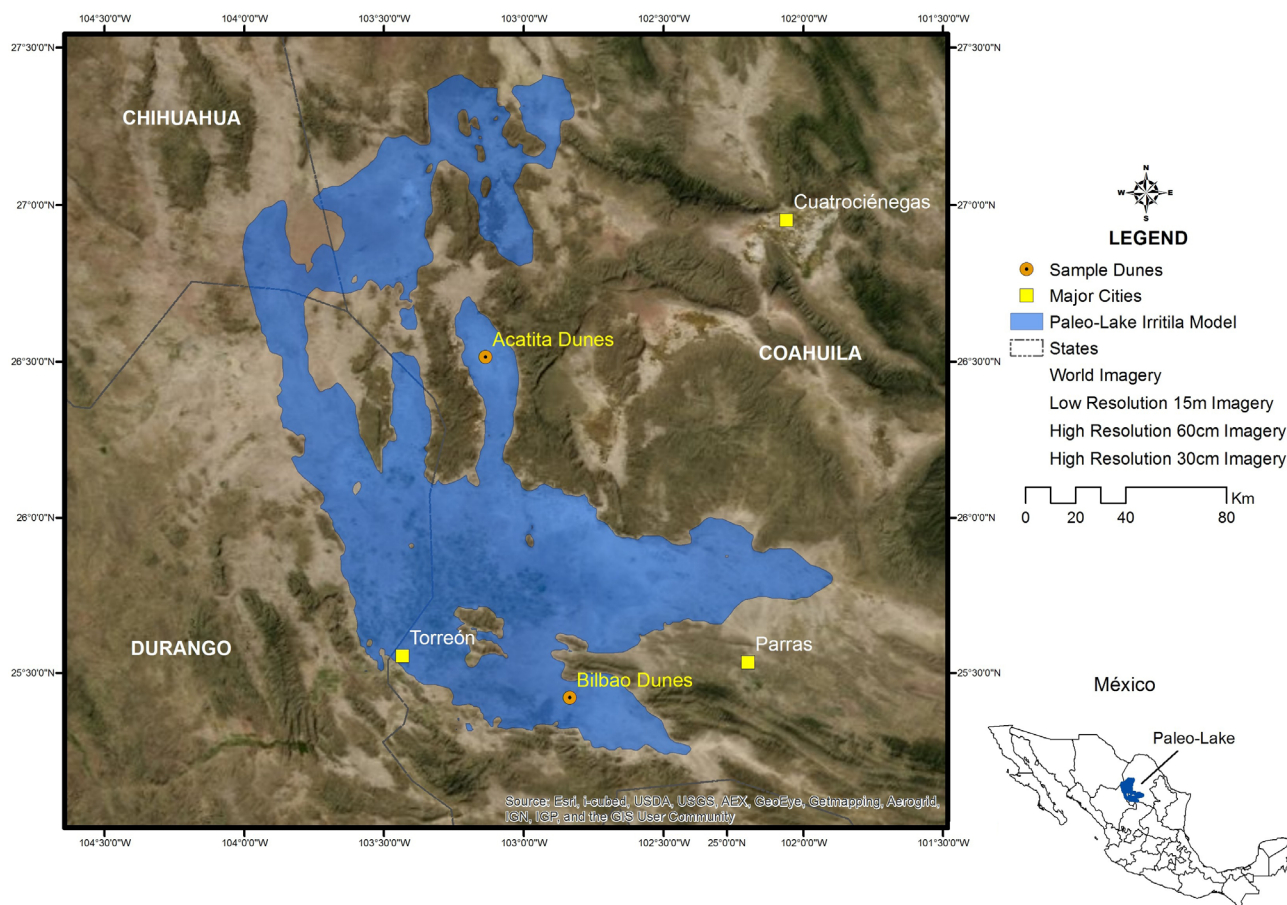 104°30'0"W
104°0'0"W
103°30'0"W
103°0'0"W
102°30'0"W
102°0'0"W
101°30'0"W
27°30'0"N
27°30'0"N
CHIHUAHUA
27°0'0"N
Cuatrociénegas
27°0'0"N
26°30'0"N
Acatita Dunes
COAHUILA
26°30'0"N
26°0'0"N
26°0'0"N
DURANGO
Torreón
Parras
25°30'0"N
Bilbao Dunes
25°30'0"N
Source: Esri, i-cubed, USDA, USGS, AEX, GeoEye, Getmapping, Aerogrid,
IGN, IGP, and the GIS User Community
104°30'0"W
104°0'0"W
103°30'0"W
103°0'0"W
102°30'0"W
25°0'0"N
102°0'0"W
101°30'0"W
N
W
E
S
LEGEND
Sample Dunes
Major Cities
Paleo-Lake Irritila Model
States
World Imagery
Low Resolution 15m Imagery
High Resolution 60cm Imagery
High Resolution 30cm Imagery
Km
0 20 40 80
México
Paleo-Lake